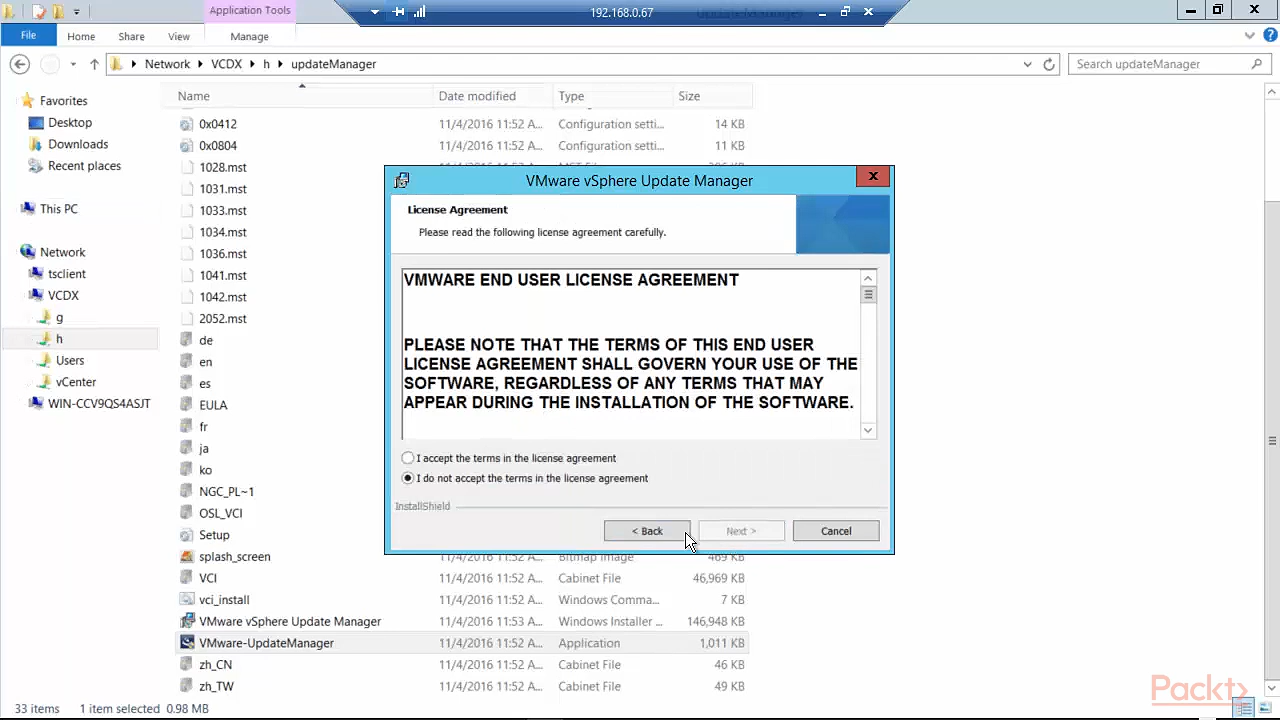 Application Tools
192.168.0.67
File
Home
Share
View
Manage
Network
VCDX
h
updateManager
Search updateManager
Favorites
Desktop
Downloads
Recent places
This PC
Network
tsclient
VCDX
g
h
Users
vCenter
WIN-CCV9QS4ASJT
Name
Date modified
Type
Size
0x0412 11/4/2016 11:52 A... Configuration setti... 14 KB
0x0804 11/4/2016 11:52 A... Configuration setti... 11 KB
1028.mst
1031.mst
1033.mst
1034.mst
1036.mst
1041.mst
1042.mst
2052.mst
de
en
es
EULA
fr
ja
ko
NGC_PL~1
OSL_VCI
Setup
splash_screen 11/4/2016 11:52 A... Bitmap image 469 KB
VCI 11/4/2016 11:52 A... Cabinet File 46,969 KB
vci_install 11/4/2016 11:52 A... Windows Comma... 7 KB
VMware vSphere Update Manager 11/4/2016 11:53 A... Windows Installer ... 146,948 KB
VMware-UpdateManager 11/4/2016 11:52 A... Application 1,011 KB
zh_CN 11/4/2016 11:52 A... Cabinet File 46 KB
zh_TW 11/4/2016 11:52 A... Cabinet File 49 KB
VMware vSphere Update Manager
License Agreement
Please read the following license agreement carefully.
VMWARE END USER LICENSE AGREEMENT
PLEASE NOTE THAT THE TERMS OF THIS END USER
LICENSE AGREEMENT SHALL GOVERN YOUR USE OF THE
SOFTWARE, REGARDLESS OF ANY TERMS THAT MAY
APPEAR DURING THE INSTALLATION OF THE SOFTWARE.
I accept the terms in the license agreement
I do not accept the terms in the license agreement
InstallShield
< Back
Next >
Cancel
33 items
1 item selected 0.98 MB
Packt